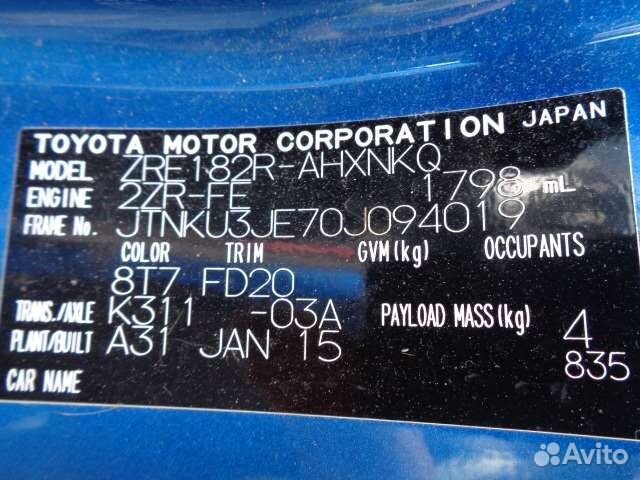 TOYOTA MOTOR CORPORATION JAPAN
MODEL ZRE182R-AHXNKQ
ENGINE 2ZR-FE 1798 mL
FRAME No. JTNKU3JE70J094019
COLOR TRIM GVM(kg) OCCUPANTS
8T7 FD20
TRANS./AXLE K311 -03A PAYLOAD MASS(kg) 4
PLANT/BUILT A31 JAN 15 835
CAR NAME
Avito